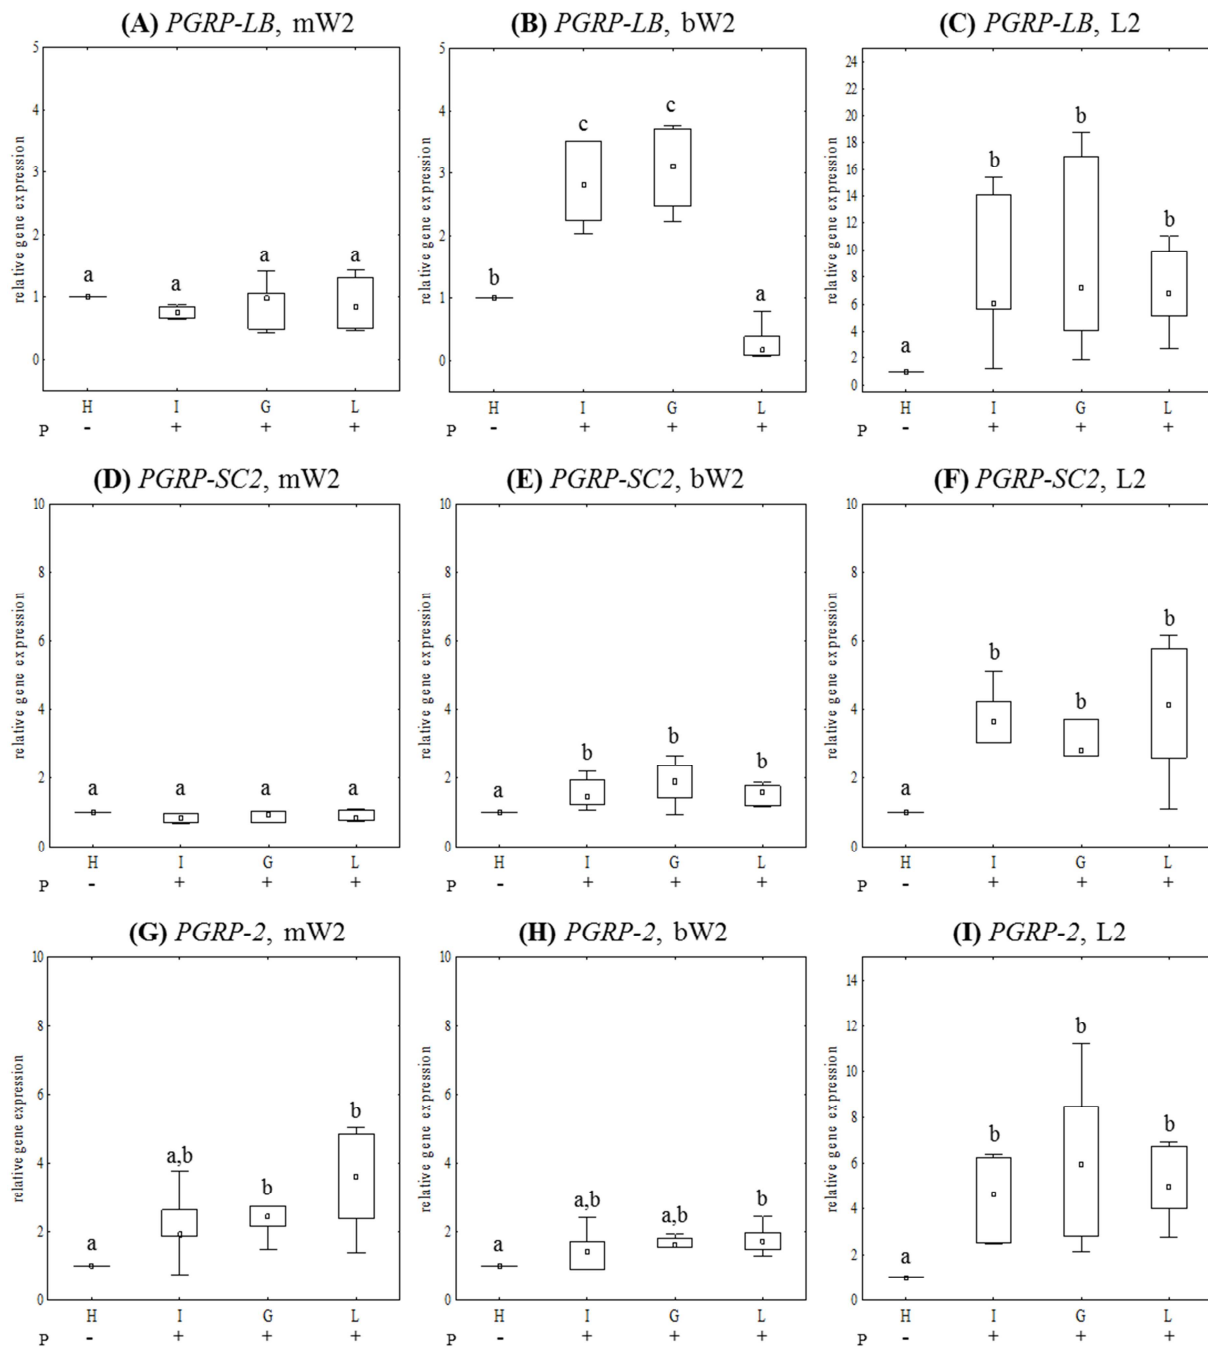 (A) PGRP-LB, mW2
(B) PGRP-LB, bW2
(C) PGRP-LB, L2
relative gene expression
5
4
3
2
1
0
a
a
a
a
H I G L
P - + + +
relative gene expression
5
4
3
2
1
0
b
c
c
a
H I G L
P - + + +
relative gene expression
24
22
20
18
16
14
12
10
8
6
4
2
0
a
b
b
b
H I G L
P - + + +
(D) PGRP-SC2, mW2
(E) PGRP-SC2, bW2
(F) PGRP-SC2, L2
relative gene expression
10
8
6
4
2
0
a
a
a
a
H I G L
P - + + +
relative gene expression
10
8
6
4
2
0
a
b
b
b
H I G L
P - + + +
relative gene expression
10
8
6
4
2
0
a
b
b
b
H I G L
P - + + +
(G) PGRP-2, mW2
(H) PGRP-2, bW2
(I) PGRP-2, L2
relative gene expression
10
8
6
4
2
0
a
a,b
b
b
H I G L
P - + + +
relative gene expression
10
8
6
4
2
0
a
a,b
a,b
b
H I G L
P - + + +
relative gene expression
14
12
10
8
6
4
2
0
a
b
b
b
H I G L
P - + + +